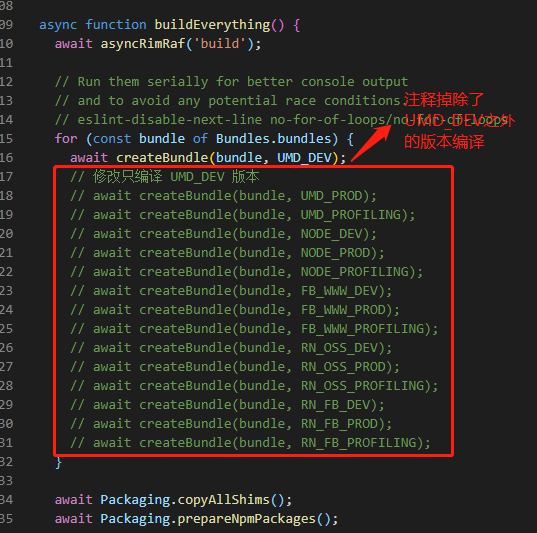 08
09 async function buildEverything() {
10 await asyncRimRaf('build');
11
12 // Run them serially for better console output
13 // and to avoid any potential race conditions.
14 // eslint-disable-next-line no-for-of-loops/no-for-of-loops
15 for (const bundle of Bundles.bundles) {
16 await createBundle(bundle, UMD_DEV);
17 // 修改只编译 UMD_DEV 版本
18 // await createBundle(bundle, UMD_PROD);
19 // await createBundle(bundle, UMD_PROFILING);
20 // await createBundle(bundle, NODE_DEV);
21 // await createBundle(bundle, NODE_PROD);
22 // await createBundle(bundle, NODE_PROFILING);
23 // await createBundle(bundle, FB_WWW_DEV);
24 // await createBundle(bundle, FB_WWW_PROD);
25 // await createBundle(bundle, FB_WWW_PROFILING);
26 // await createBundle(bundle, RN_OSS_DEV);
27 // await createBundle(bundle, RN_OSS_PROD);
28 // await createBundle(bundle, RN_OSS_PROFILING);
29 // await createBundle(bundle, RN_FB_DEV);
30 // await createBundle(bundle, RN_FB_PROD);
31 // await createBundle(bundle, RN_FB_PROFILING);
32 }
33
34 await Packaging.copyAllShims();
35 await Packaging.prepareNpmPackages();
注释掉除了
UMD_DEV 之外
的版本编译